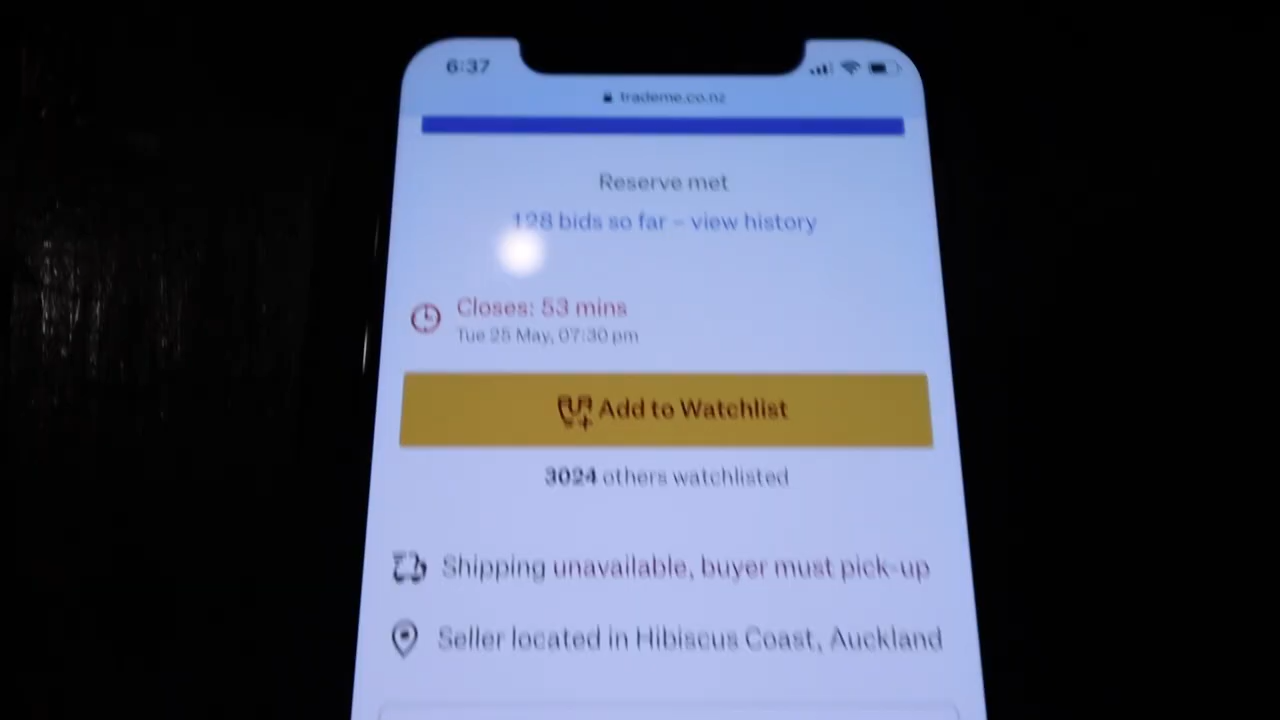 6:37
trademe.co.nz
Reserve met
128 bids so far – view history
Closes: 53 mins
Tue 25 May, 07:30 pm
Add to Watchlist
3024 others watchlisted
Shipping unavailable, buyer must pick-up
Seller located in Hibiscus Coast, Auckland